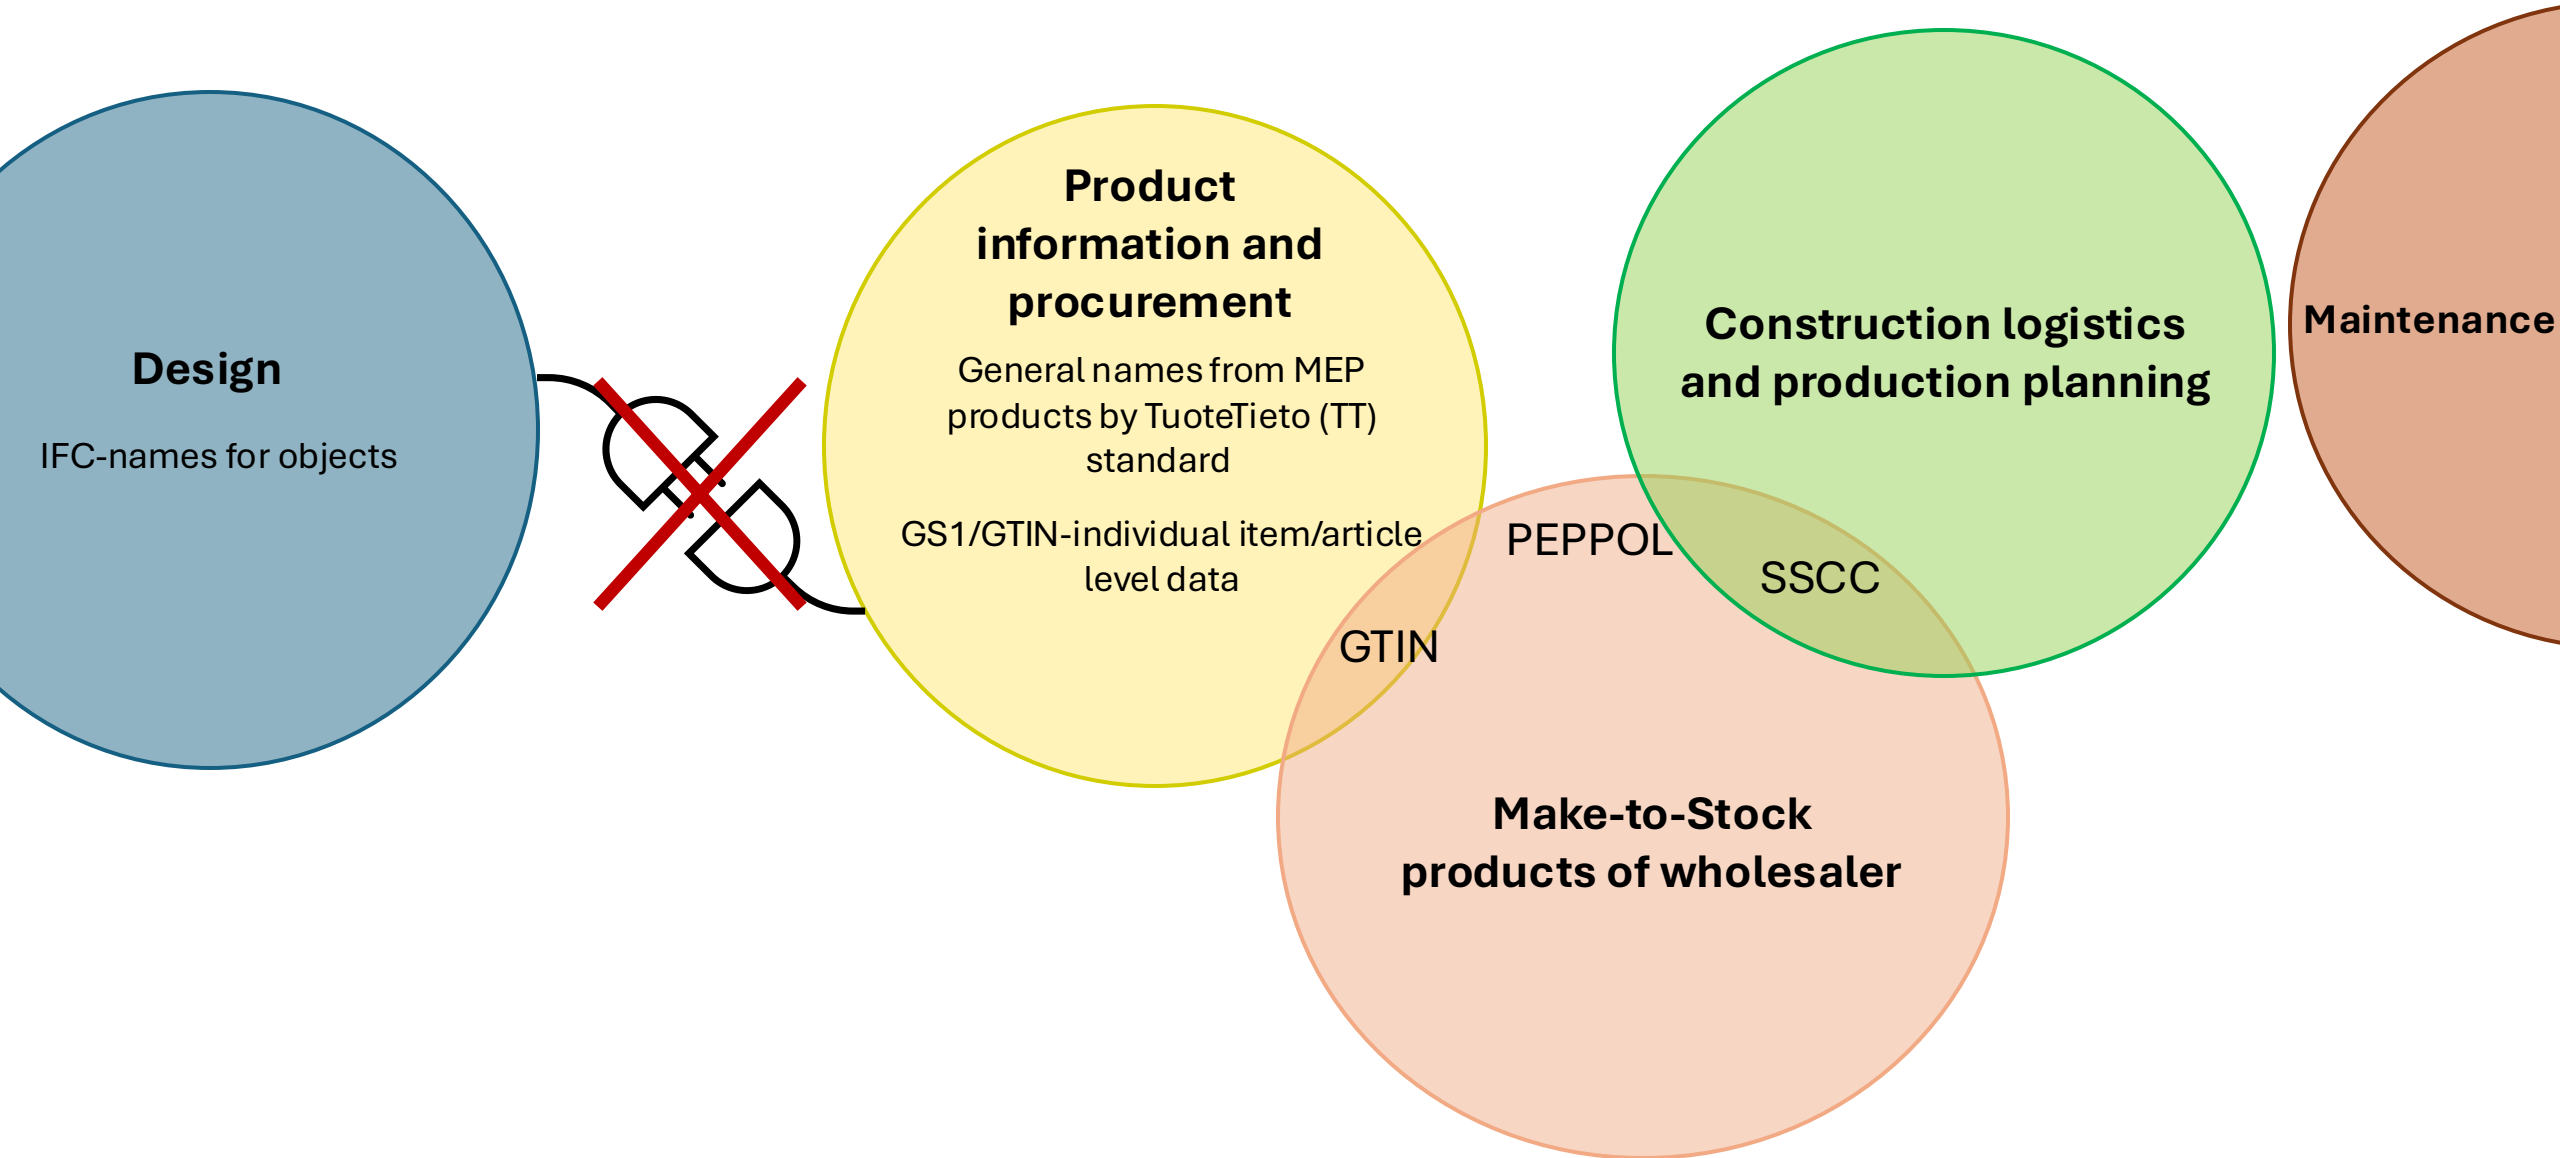 Design
IFC-names for objects
Product
information and
procurement
General names from MEP
products by TuoteTieto (TT)
standard
GS1/GTIN-individual item/article
level data
GTIN
PEPPOL
SSCC
Construction logistics
and production planning
Make-to-Stock
products of wholesaler
Maintenance